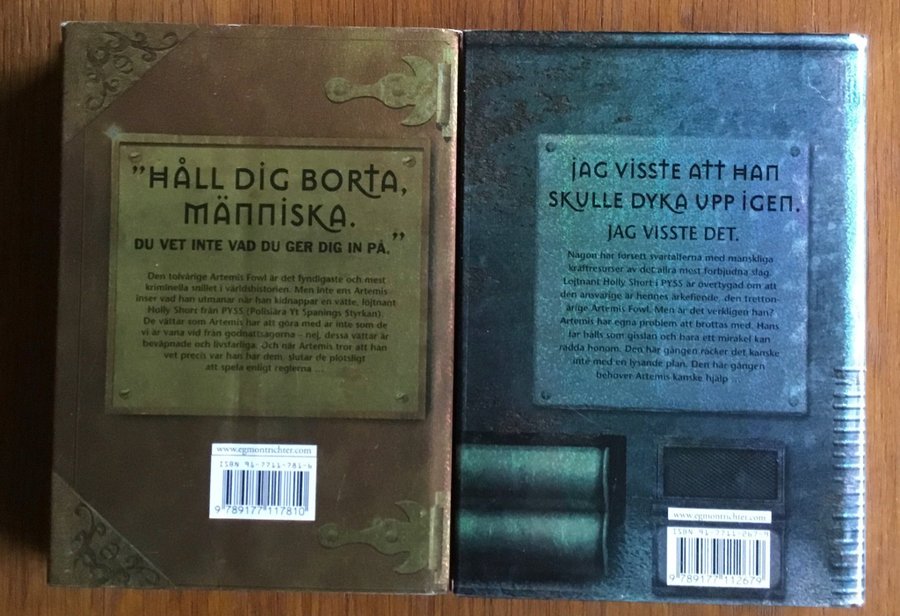 ”HÅLL DIG BORTA,
MÄNNISKA.
DU VET INTE VAD DU GER DIG IN PÅ.”
Den tolvårige Artemis Fowl är det fyndigaste och mest
kriminella snillet i världshistorien. Men inte ens Artemis
inser vad han utmanar när han kidnappar en vätte, löjtnant
Holly Short från PYSS (Polisiära Yt Spanings Styrkan).
De vättar som Artemis har att göra med är inte som de
vi är vana vid från godnattsagorna – nej, dessa vättar är
beväpnade och livsfarliga. Och när Artemis tror att han
vet precis var han har dem, slutar de plötsligt
att spela enligt reglerna ...
www.egmontrichter.com
ISBN 91-7711-781-6
9 789177 117810
JAG VISSTE ATT HAN
SKULLE DYKA UPP IGEN.
JAG VISSTE DET.
Någon har försett svartalferna med mänskliga
kraftresurser av det allra mest förbjudna slag.
Löjtnant Holly Short i PYSS är övertygad om att
den ansvarige är hennes ärkefiende, den tretton-
årige Artemis Fowl. Men är det verkligen han?
Artemis har egna problem att brottas med. Hans
far hålls som gisslan och bara ett mirakel kan
rädda honom. Den här gången räcker det kanske
inte med en lysande plan. Den här gången
behöver Artemis kanske hjälp ...
www.egmontrichter.com
ISBN 91-7711-267-9
9 789177 112679